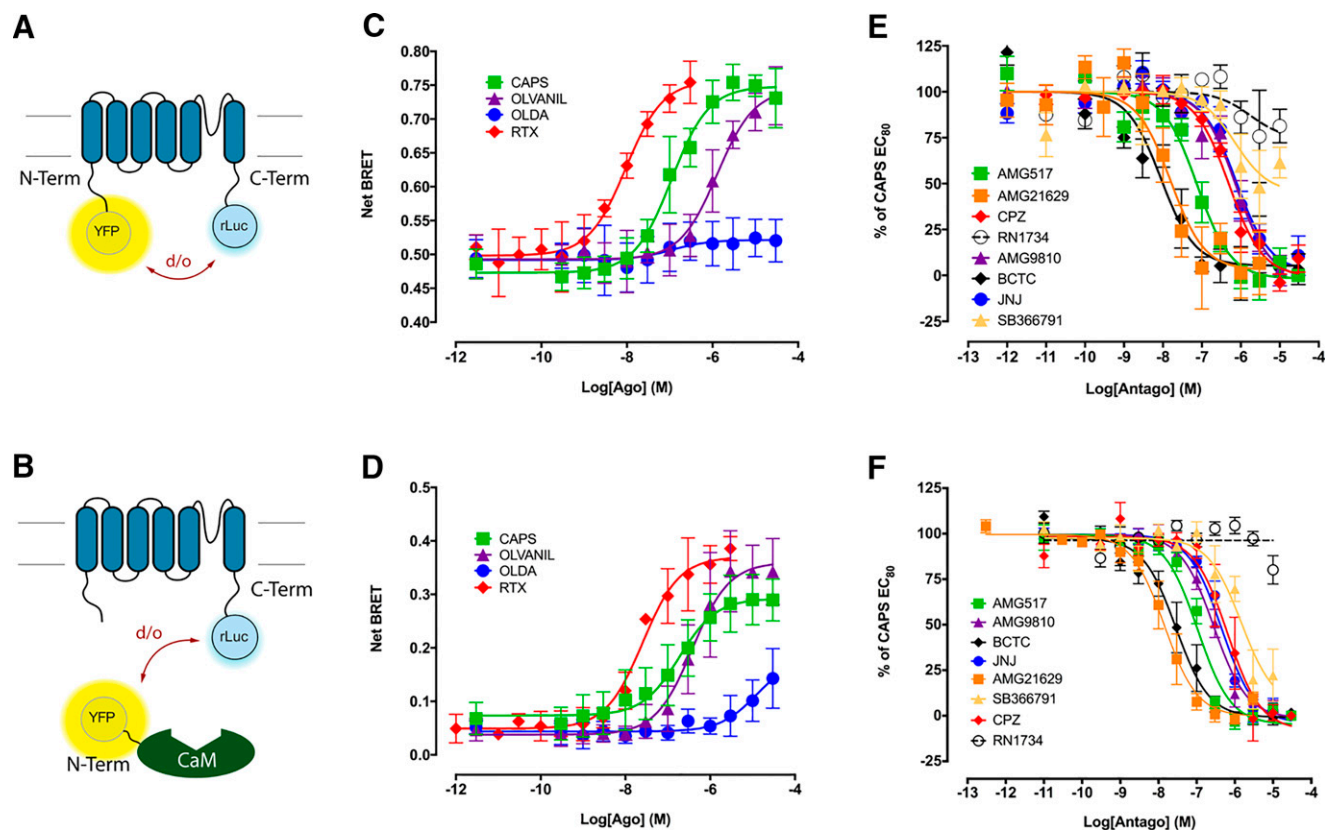 A
N-Term
C-Term
YFP
rLuc
d/o
B
C-Term
d/o
rLuc
YFP
N-Term
CaM
C
Net BRET
0.80
0.75
0.70
0.65
0.60
0.55
0.50
0.45
0.40
CAPS
OLVANIL
OLDA
RTX
-12 -10 -8 -6 -4
Log[Ago] (M)
D
Net BRET
0.5
0.4
0.3
0.2
0.1
0.0
CAPS
OLVANIL
OLDA
RTX
-12 -10 -8 -6 -4
Log[Ago] (M)
E
% of CAPS EC80
125
100
75
50
25
0
-25
AMG517
AMG21629
CPZ
RN1734
AMG9810
BCTC
JNJ
SB366791
-13 -12 -11 -10 -9 -8 -7 -6 -5 -4
Log[Antago] (M)
F
% of CAPS EC80
125
100
75
50
25
0
-25
AMG517
AMG9810
BCTC
JNJ
AMG21629
SB366791
CPZ
RN1734
-13 -12 -11 -10 -9 -8 -7 -6 -5 -4
Log[Antago] (M)